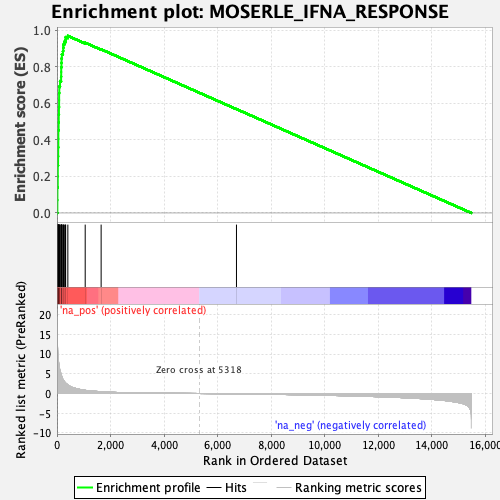 Enrichment plot: MOSERLE_IFNA_RESPONSE
Enrichment score (ES)
1.0
0.8
0.6
0.4
0.2
0.0
'na_pos' (positively correlated)
Ranked list metric (PreRanked)
20
15
10
5
0
-5
-10
Zero cross at 5318
'na_neg' (negatively correlated)
0
2,000
4,000
6,000
8,000
10,000
12,000
14,000
16,000
Rank in Ordered Dataset
Enrichment profile
Hits
Ranking metric scores